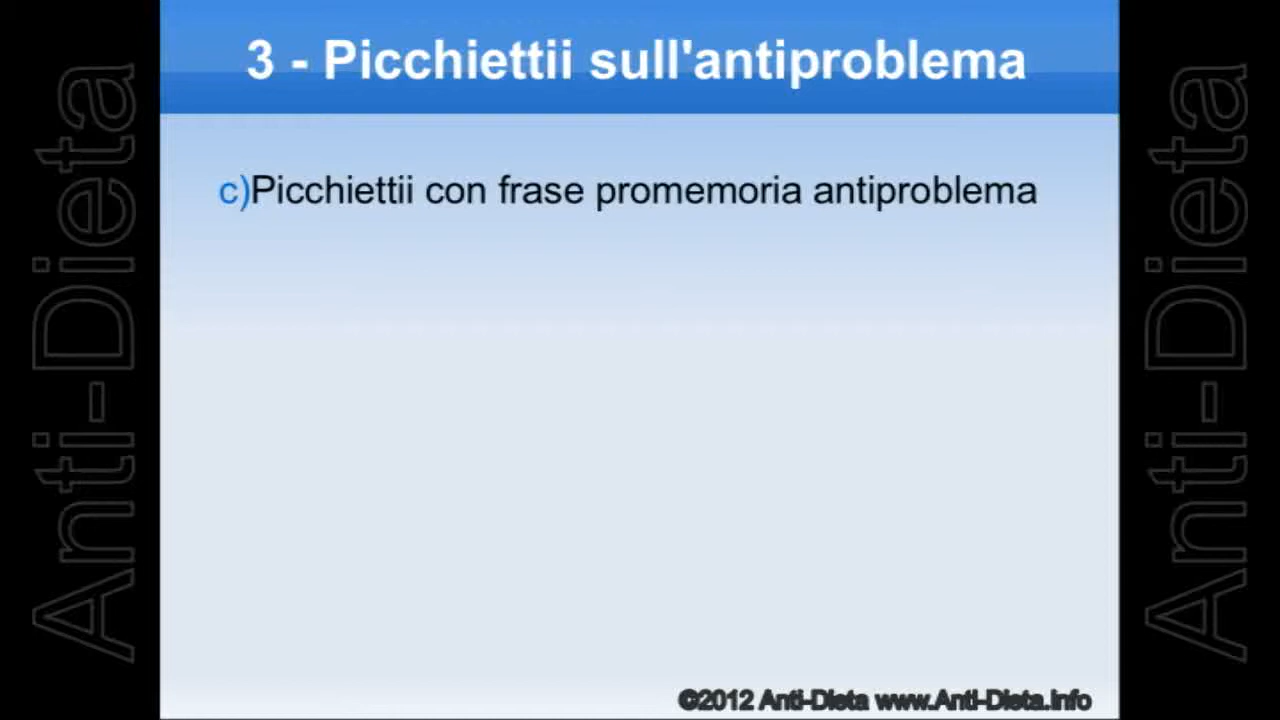 3 - Picchiettii sull'antiproblema
c)Picchiettii con frase promemoria antiproblema
Anti-Dieta
Anti-Dieta
©2012 Anti-Dieta www.Anti-Dieta.info